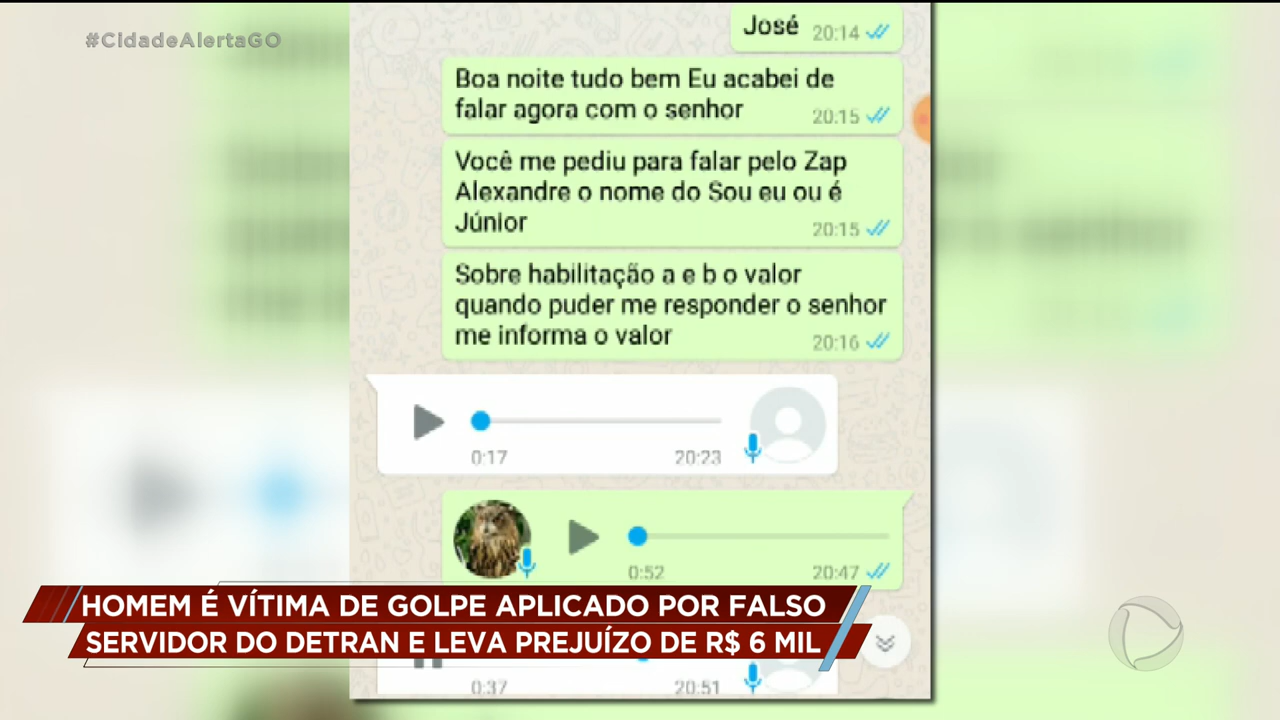 #CidadeAlertaGO
José 20:14
Boa noite tudo bem Eu acabei de
falar agora com o senhor 20:15
Você me pediu para falar pelo Zap
Alexandre o nome do Sou eu ou é
Júnior 20:15
Sobre habilitação a e b o valor
quando puder me responder o senhor
me informa o valor 20:16
0:17 20:23
0:52 20:47
HOMEM É VÍTIMA DE GOLPE APLICADO POR FALSO
SERVIDOR DO DETRAN E LEVA PREJUÍZO DE R$ 6 MIL
0:37 20:51